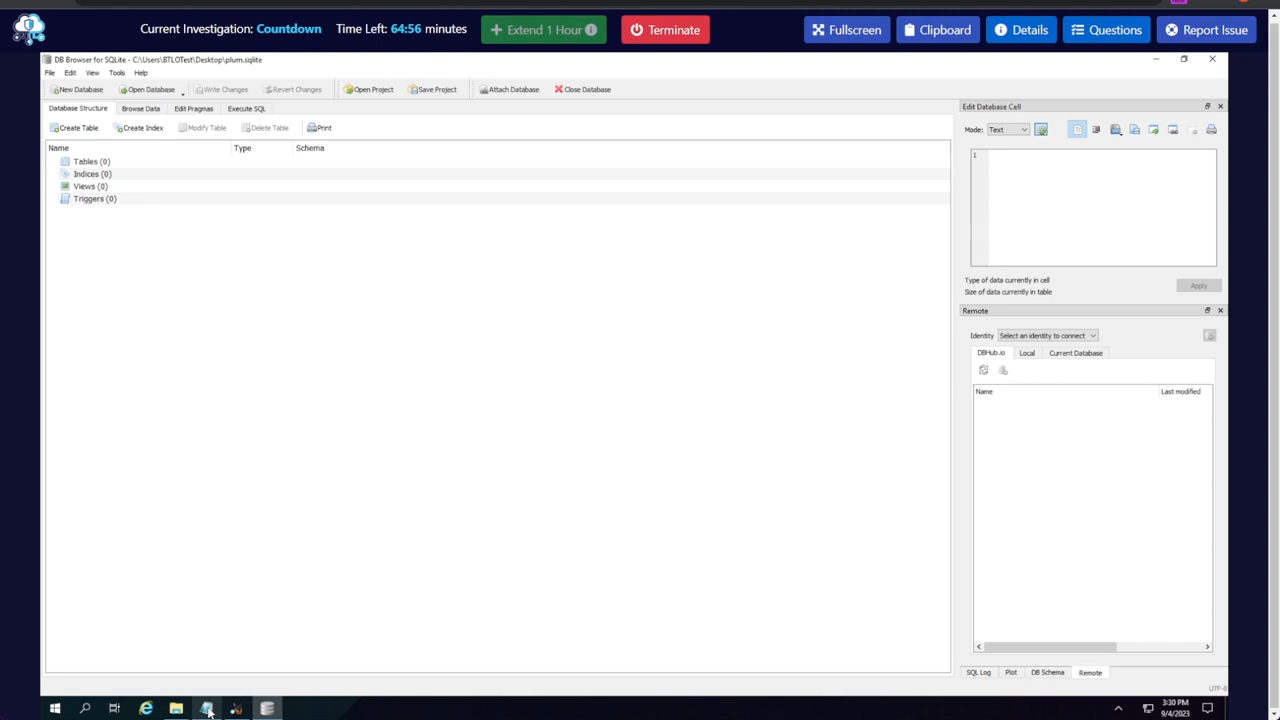 Current Investigation: Countdown Time Left: 64:56 minutes Extend 1 Hour Terminate Fullscreen Clipboard Details Questions Report Issue
DB Browser for SQLite - C:\Users\BTLOTest\Desktop\plum.sqlite
File Edit View Tools Help
New Database Open Database Write Changes Revert Changes Open Project Save Project Attach Database Close Database
Database Structure Browse Data Edit Pragmas Execute SQL
Create Table Create Index Modify Table Delete Table Print
Name Type Schema
Tables (0)
Indices (0)
Views (0)
Triggers (0)
Edit Database Cell
Mode: Text
1
Type of data currently in cell
Size of data currently in table
Apply
Remote
Identity Select an identity to connect
DBHub.io Local Current Database
Name Last modified
SQL Log Plot DB Schema Remote
UTF-8
3:30 PM
9/4/2023